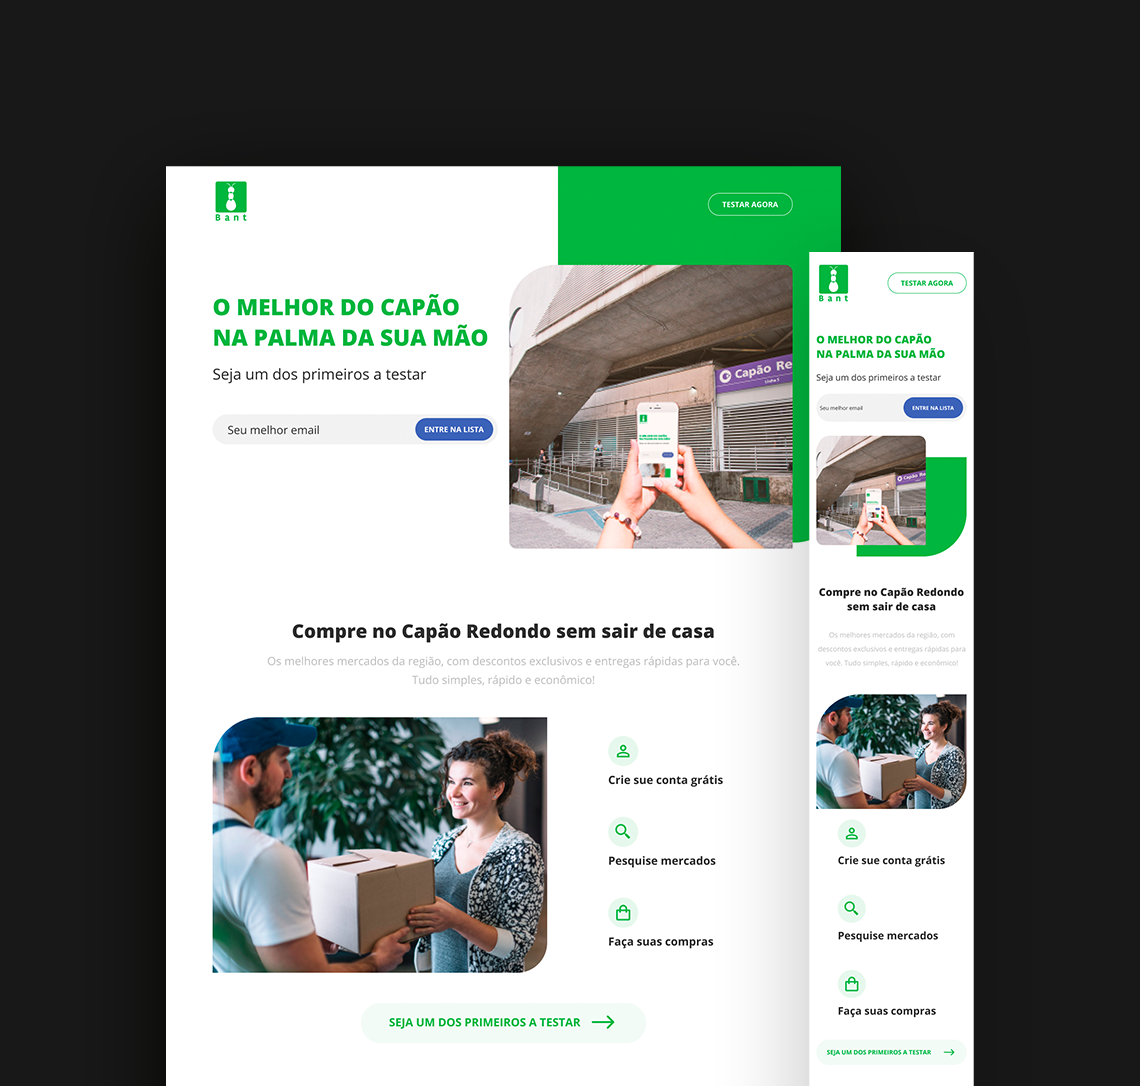 Bant
TESTAR AGORA
O MELHOR DO CAPÃO
NA PALMA DA SUA MÃO
Seja um dos primeiros a testar
Seu melhor email
ENTRE NA LISTA
Capão Re
Linha 5
Compre no Capão Redondo sem sair de casa
Os melhores mercados da região, com descontos exclusivos e entregas rápidas para você.
Tudo simples, rápido e econômico!
Crie sue conta grátis
Pesquise mercados
Faça suas compras
SEJA UM DOS PRIMEIROS A TESTAR
Bant
TESTAR AGORA
O MELHOR DO CAPÃO
NA PALMA DA SUA MÃO
Seja um dos primeiros a testar
Seu melhor email
ENTRE NA LISTA
Capão Re
Compre no Capão Redondo
sem sair de casa
Os melhores mercados da região, com
descontos exclusivos e entregas rápidas para
você. Tudo simples, rápido e econômico!
Crie sue conta grátis
Pesquise mercados
Faça suas compras
SEJA UM DOS PRIMEIROS A TESTAR